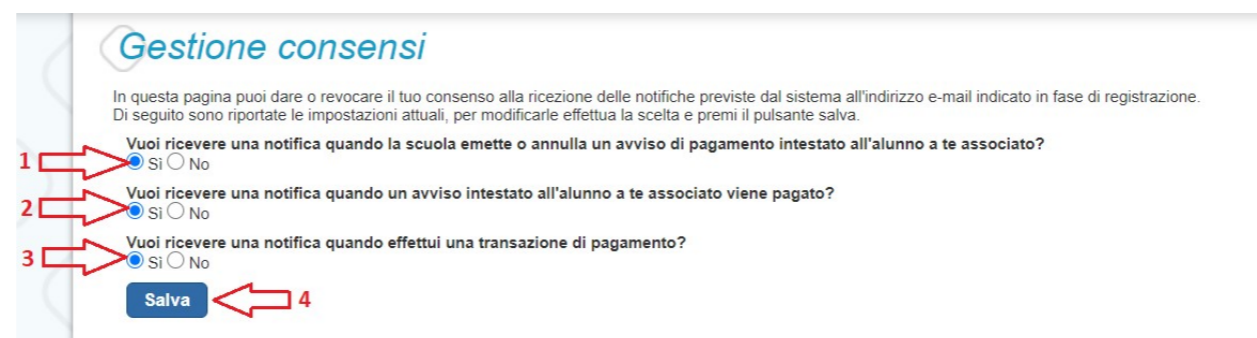 Gestione consensi
In questa pagina puoi dare o revocare il tuo consenso alla ricezione delle notifiche previste dal sistema all'indirizzo e-mail indicato in fase di registrazione.
Di seguito sono riportate le impostazioni attuali, per modificarle effettua la scelta e premi il pulsante salva.
Vuoi ricevere una notifica quando la scuola emette o annulla un avviso di pagamento intestato all'alunno a te associato?
1 Sì No
Vuoi ricevere una notifica quando un avviso intestato all'alunno a te associato viene pagato?
2 Sì No
Vuoi ricevere una notifica quando effettui una transazione di pagamento?
3 Sì No
Salva 4